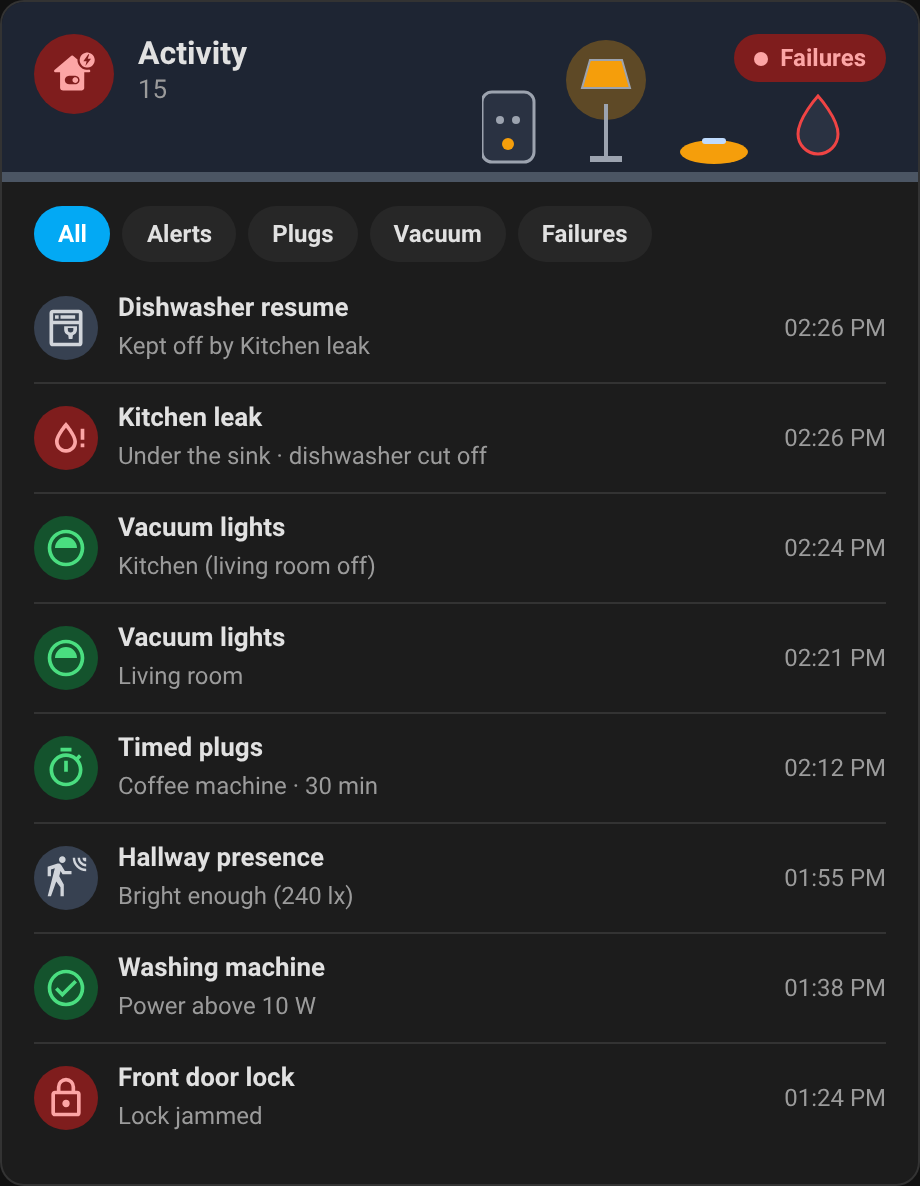 Activity
15
Failures
All
Alerts
Plugs
Vacuum
Failures
Dishwasher resume
Kept off by Kitchen leak
02:26 PM
Kitchen leak
Under the sink · dishwasher cut off
02:26 PM
Vacuum lights
Kitchen (living room off)
02:24 PM
Vacuum lights
Living room
02:21 PM
Timed plugs
Coffee machine · 30 min
02:12 PM
Hallway presence
Bright enough (240 lx)
01:55 PM
Washing machine
Power above 10 W
01:38 PM
Front door lock
Lock jammed
01:24 PM